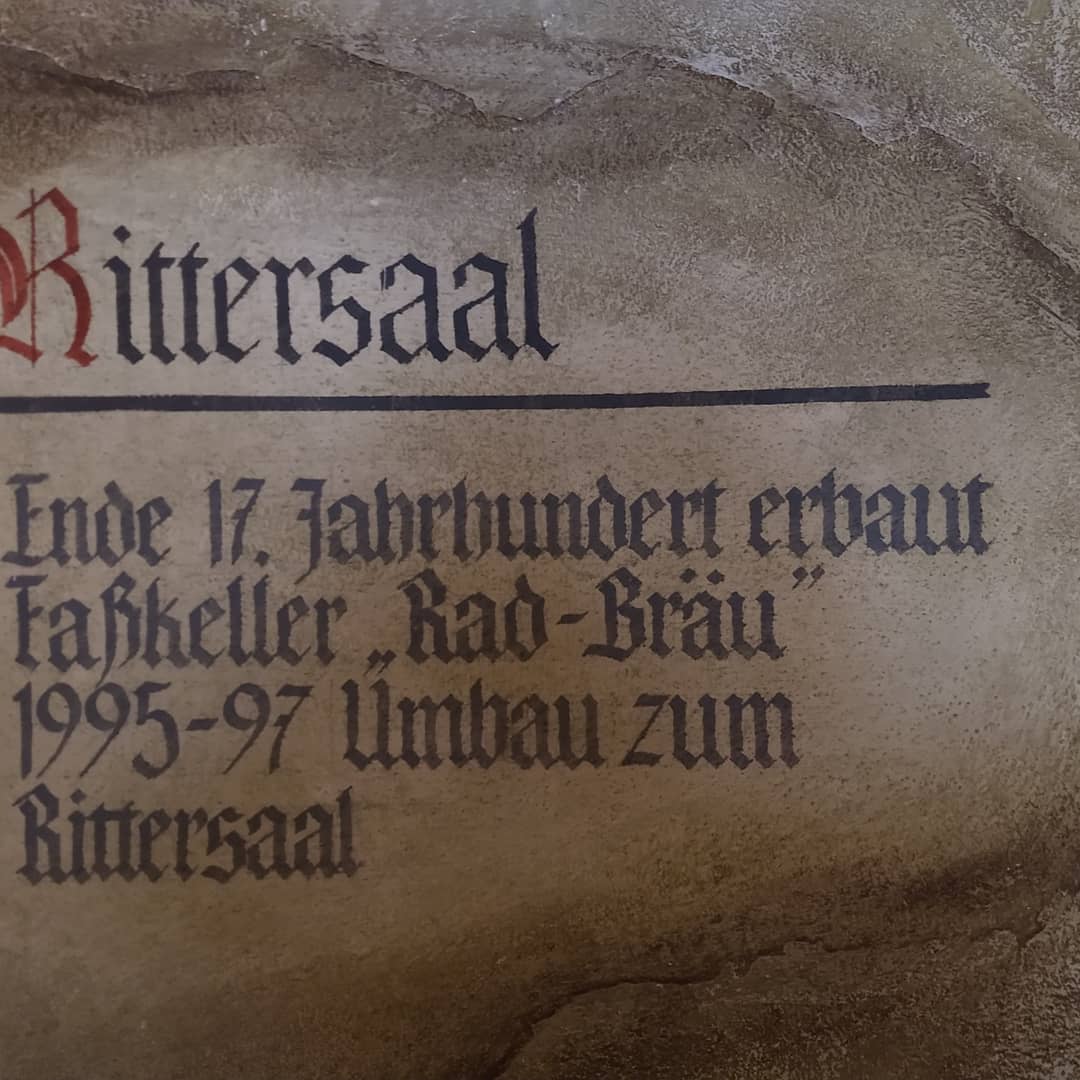 Rittersaal
Ende 17. Jahrhundert erbaut
Faßkeller „Rad-Bräu”
1995-97 Umbau zum
Rittersaal